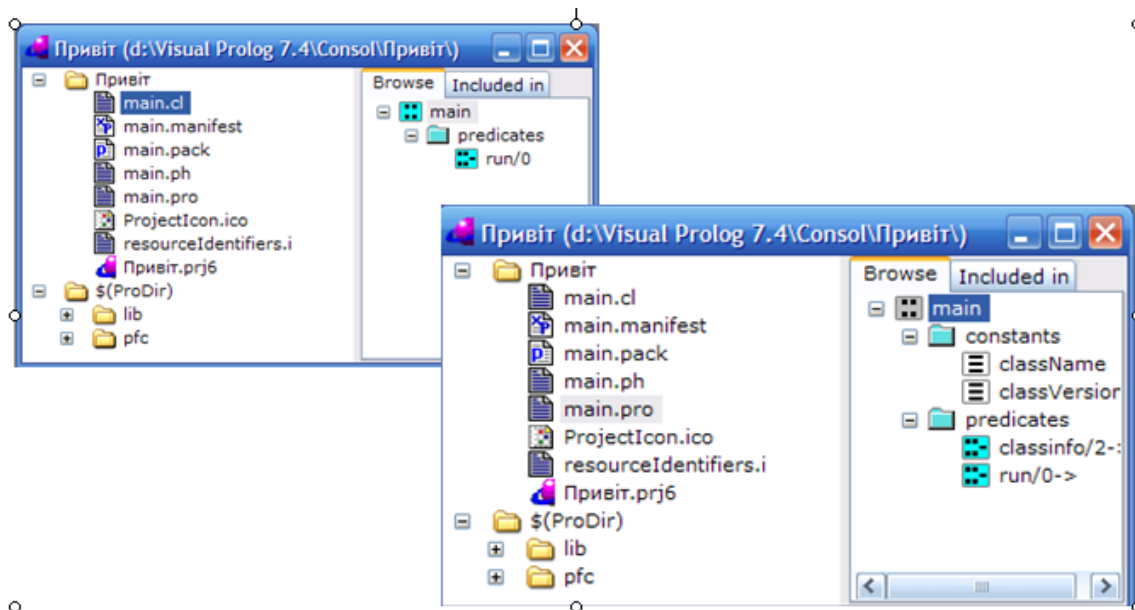 Привіт (d:\Visual Prolog 7.4\Consol\Привіт\)
Привіт
main.cl
main.manifest
main.pack
main.ph
main.pro
ProjectIcon.ico
resourceIdentifiers.i
Привіт.prj6
$(ProDir)
lib
pfc
Browse Included in
main
predicates
run/0
Привіт (d:\Visual Prolog 7.4\Consol\Привіт\)
Привіт
main.cl
main.manifest
main.pack
main.ph
main.pro
ProjectIcon.ico
resourceIdentifiers.i
Привіт.prj6
$(ProDir)
lib
pfc
Browse Included in
main
constants
className
classVersion
predicates
classinfo/2-
run/0->